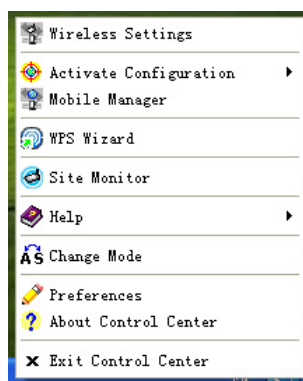 Wireless Settings
Activate Configuration
Mobile Manager
WPS Wizard
Site Monitor
Help
Change Mode
Preferences
About Control Center
Exit Control Center